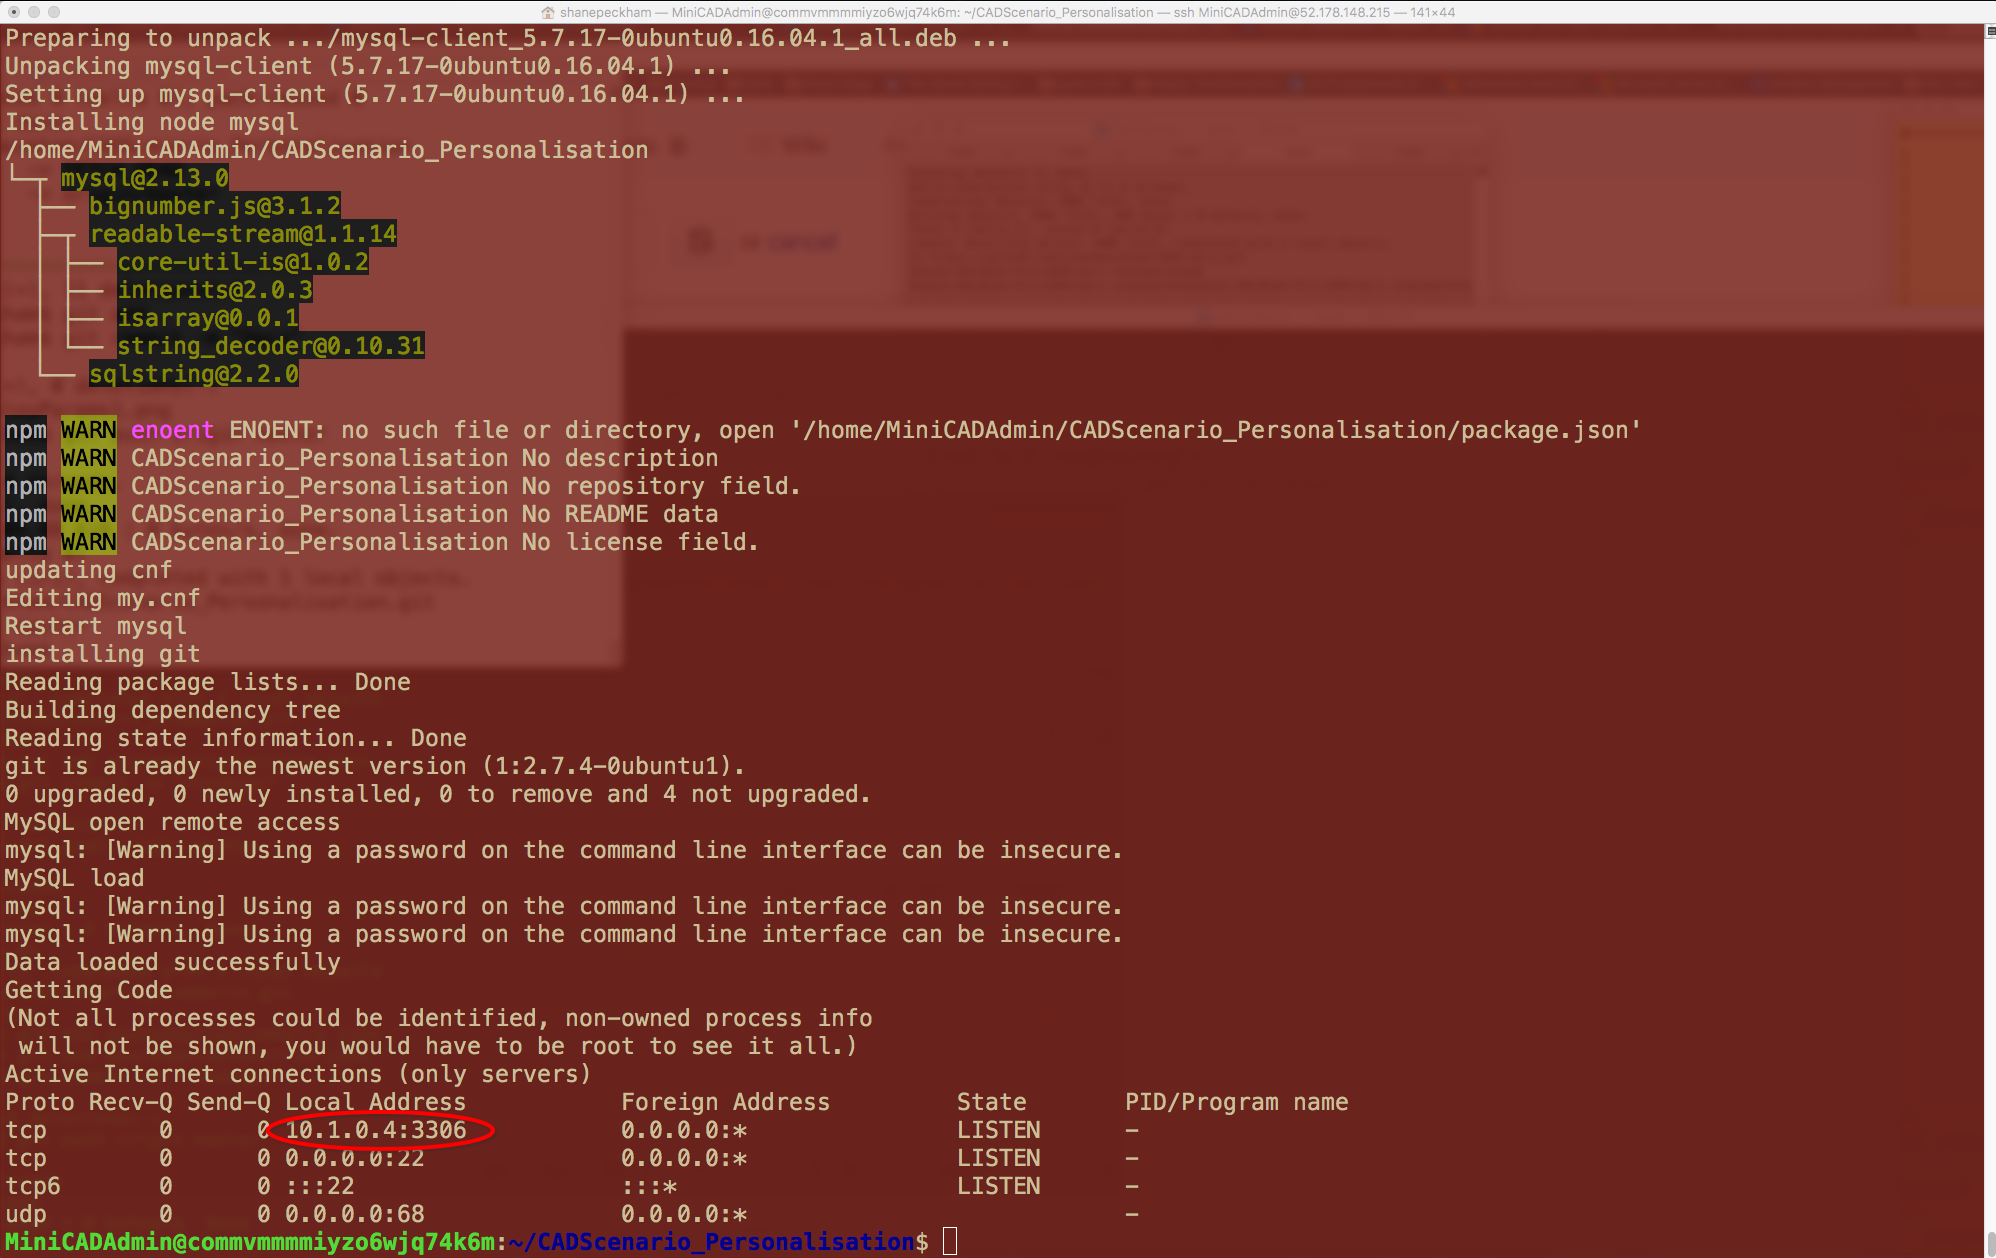 shanepeckham — MiniCADAdmin@commvmmmmiyzo6wjq74k6m: ~/CADScenario_Personalisation — ssh MiniCADAdmin@52.178.148.215 — 141×44
Preparing to unpack .../mysql-client_5.7.17-0ubuntu0.16.04.1_all.deb ...
Unpacking mysql-client (5.7.17-0ubuntu0.16.04.1) ...
Setting up mysql-client (5.7.17-0ubuntu0.16.04.1) ...
Installing node mysql
/home/MiniCADAdmin/CADScenario_Personalisation
└─┬ mysql@2.13.0
  ├── bignumber.js@3.1.2
  ├─┬ readable-stream@1.1.14
  │ ├── core-util-is@1.0.2
  │ ├── inherits@2.0.3
  │ ├── isarray@0.0.1
  │ └── string_decoder@0.10.31
  └── sqlstring@2.2.0
npm WARN enoent ENOENT: no such file or directory, open '/home/MiniCADAdmin/CADScenario_Personalisation/package.json'
npm WARN CADScenario_Personalisation No description
npm WARN CADScenario_Personalisation No repository field.
npm WARN CADScenario_Personalisation No README data
npm WARN CADScenario_Personalisation No license field.
updating cnf
Editing my.cnf
Restart mysql
installing git
Reading package lists... Done
Building dependency tree
Reading state information... Done
git is already the newest version (1:2.7.4-0ubuntu1).
0 upgraded, 0 newly installed, 0 to remove and 4 not upgraded.
MySQL open remote access
mysql: [Warning] Using a password on the command line interface can be insecure.
MySQL load
mysql: [Warning] Using a password on the command line interface can be insecure.
mysql: [Warning] Using a password on the command line interface can be insecure.
Data loaded successfully
Getting Code
(Not all processes could be identified, non-owned process info
 will not be shown, you would have to be root to see it all.)
Active Internet connections (only servers)
Proto Recv-Q Send-Q Local Address           Foreign Address         State       PID/Program name
tcp        0      0 10.1.0.4:3306           0.0.0.0:*               LISTEN      -
tcp        0      0 0.0.0.0:22              0.0.0.0:*               LISTEN      -
tcp6       0      0 :::22                   :::*                    LISTEN      -
udp        0      0 0.0.0.0:68              0.0.0.0:*                           -
MiniCADAdmin@commvmmmmiyzo6wjq74k6m:~/CADScenario_Personalisation$